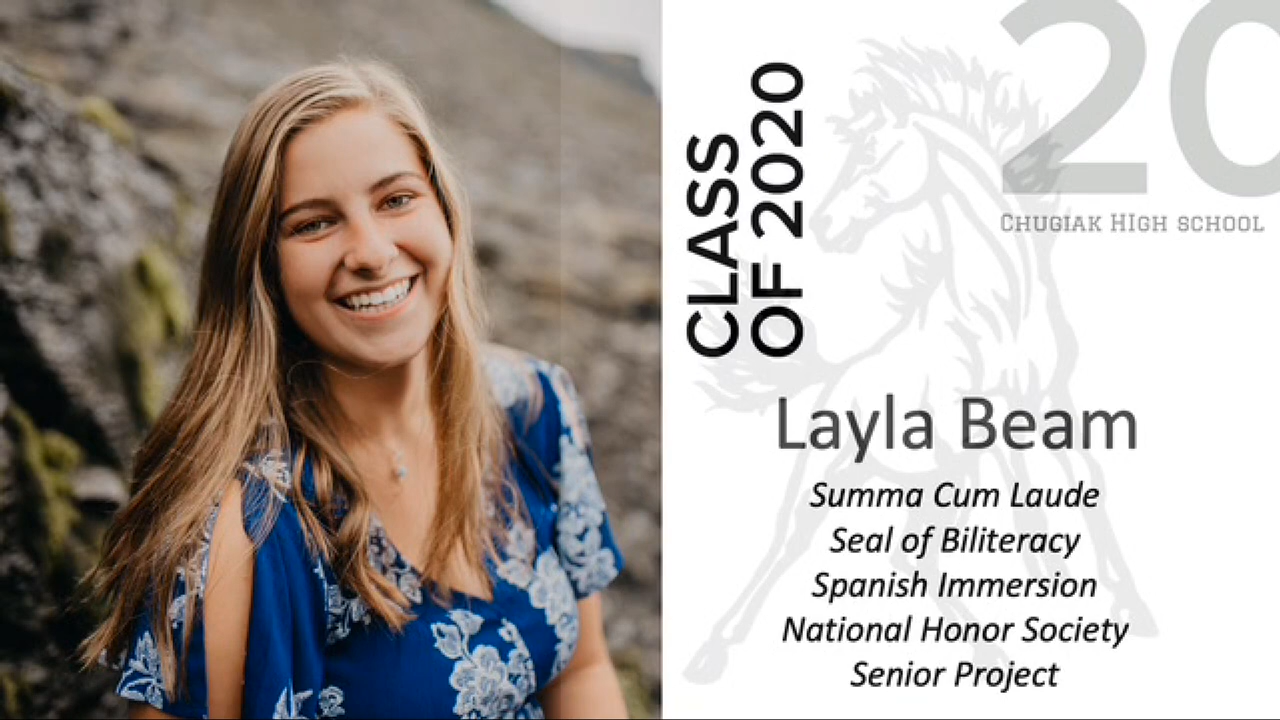 CLASS
OF 2020
20
CHUGIAK HIGH SCHOOL
Layla Beam
Summa Cum Laude
Seal of Biliteracy
Spanish Immersion
National Honor Society
Senior Project